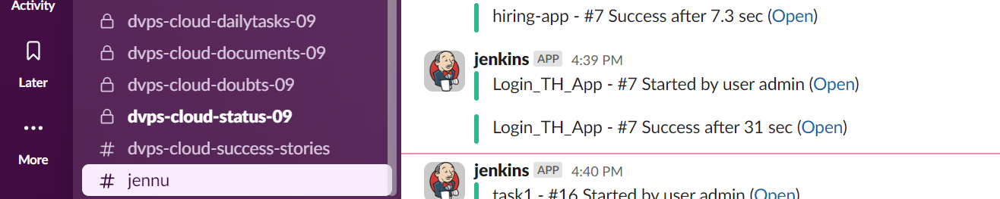 Activity
Later
More
dvps-cloud-dailytasks-09
dvps-cloud-documents-09
dvps-cloud-doubts-09
dvps-cloud-status-09
# dvps-cloud-success-stories
# jennu
hiring-app - #7 Success after 7.3 sec (Open)
jenkins APP 4:39 PM
Login_TH_App - #7 Started by user admin (Open)
Login_TH_App - #7 Success after 31 sec (Open)
jenkins APP 4:40 PM
task1 - #16 Started by user admin (Open)